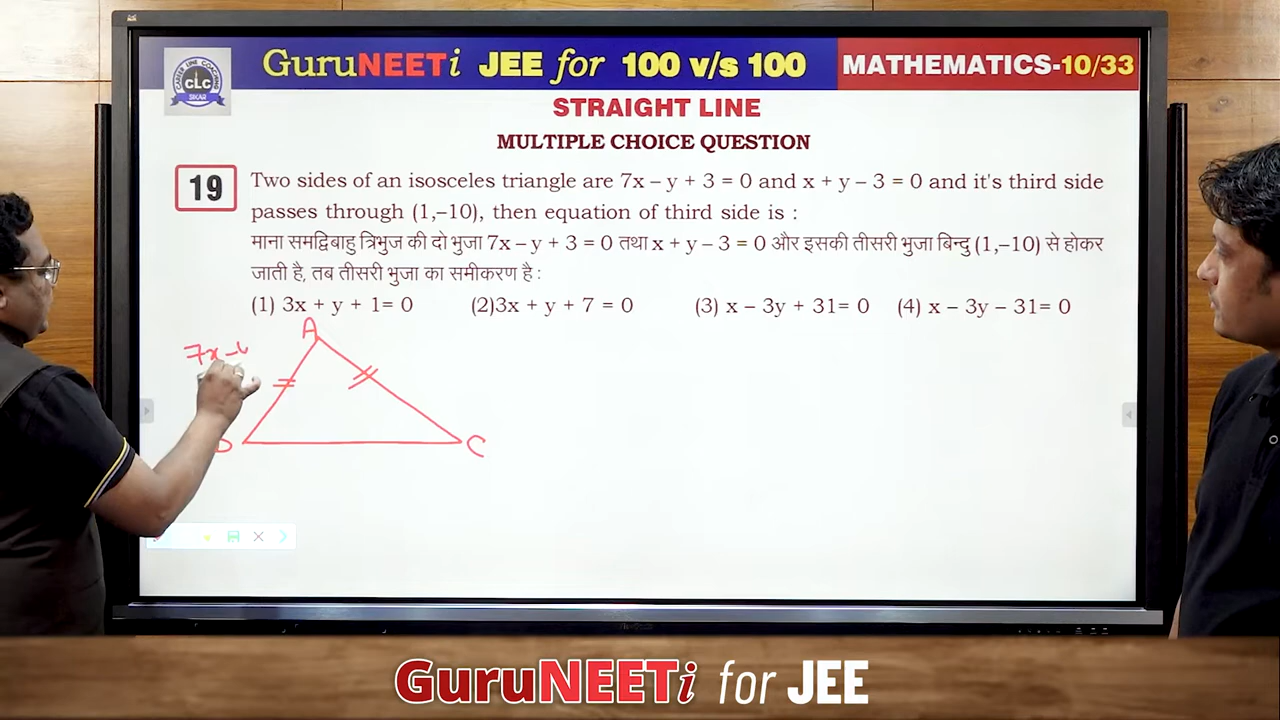 GuruNEETi JEE for 100 v/s 100
MATHEMATICS-10/33
CLC
SIKAR
STRAIGHT LINE
MULTIPLE CHOICE QUESTION
19
Two sides of an isosceles triangle are 7x – y + 3 = 0 and x + y – 3 = 0 and it's third side
passes through (1,–10), then equation of third side is :
माना समद्विबाहु त्रिभुज की दो भुजा 7x – y + 3 = 0 तथा x + y – 3 = 0 और इसकी तीसरी भुजा बिन्दु (1,–10) से होकर
जाती है, तब तीसरी भुजा का समीकरण है :
(1) 3x + y + 1= 0 (2)3x + y + 7 = 0 (3) x – 3y + 31= 0 (4) x – 3y – 31= 0
A
7x –
C
GuruNEETi for JEE